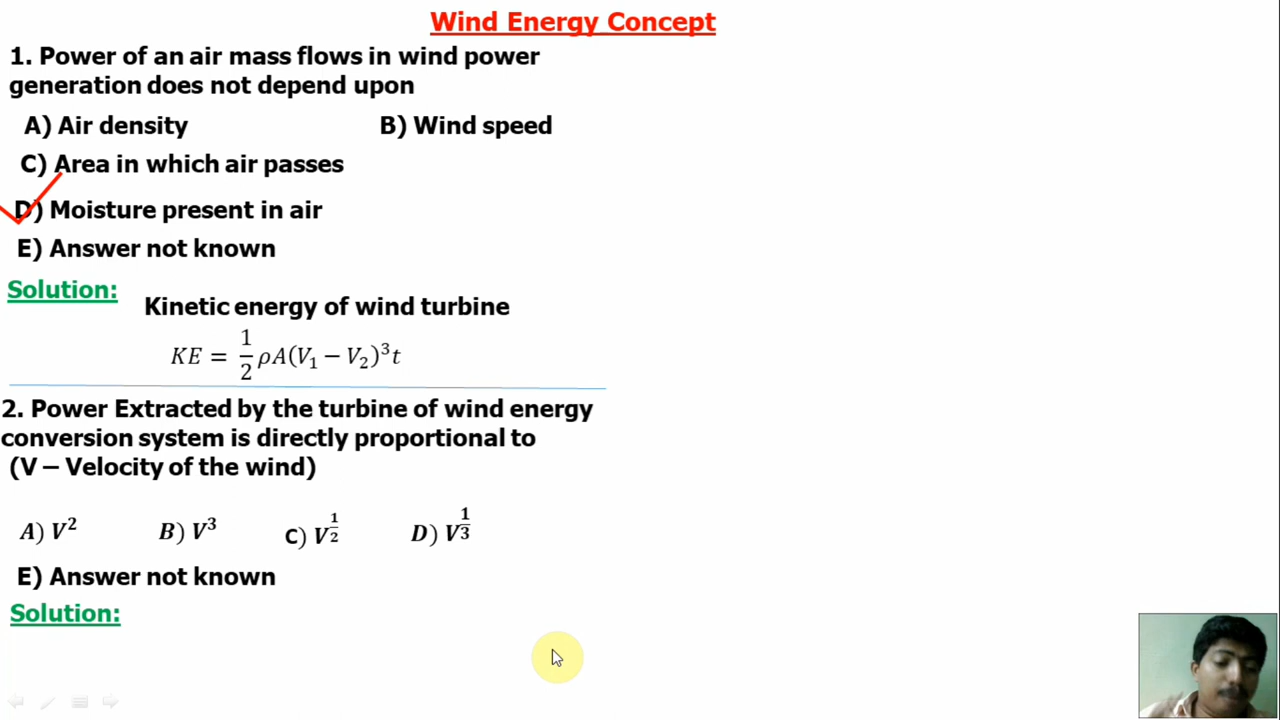 Wind Energy Concept
1. Power of an air mass flows in wind power
generation does not depend upon
A) Air density B) Wind speed
C) Area in which air passes
D) Moisture present in air
E) Answer not known
Solution:
Kinetic energy of wind turbine
KE = 1/2 ρA(V₁ − V₂)³t
2. Power Extracted by the turbine of wind energy
conversion system is directly proportional to
(V – Velocity of the wind)
A) V² B) V³ C) V^(1/2) D) V^(1/3)
E) Answer not known
Solution: